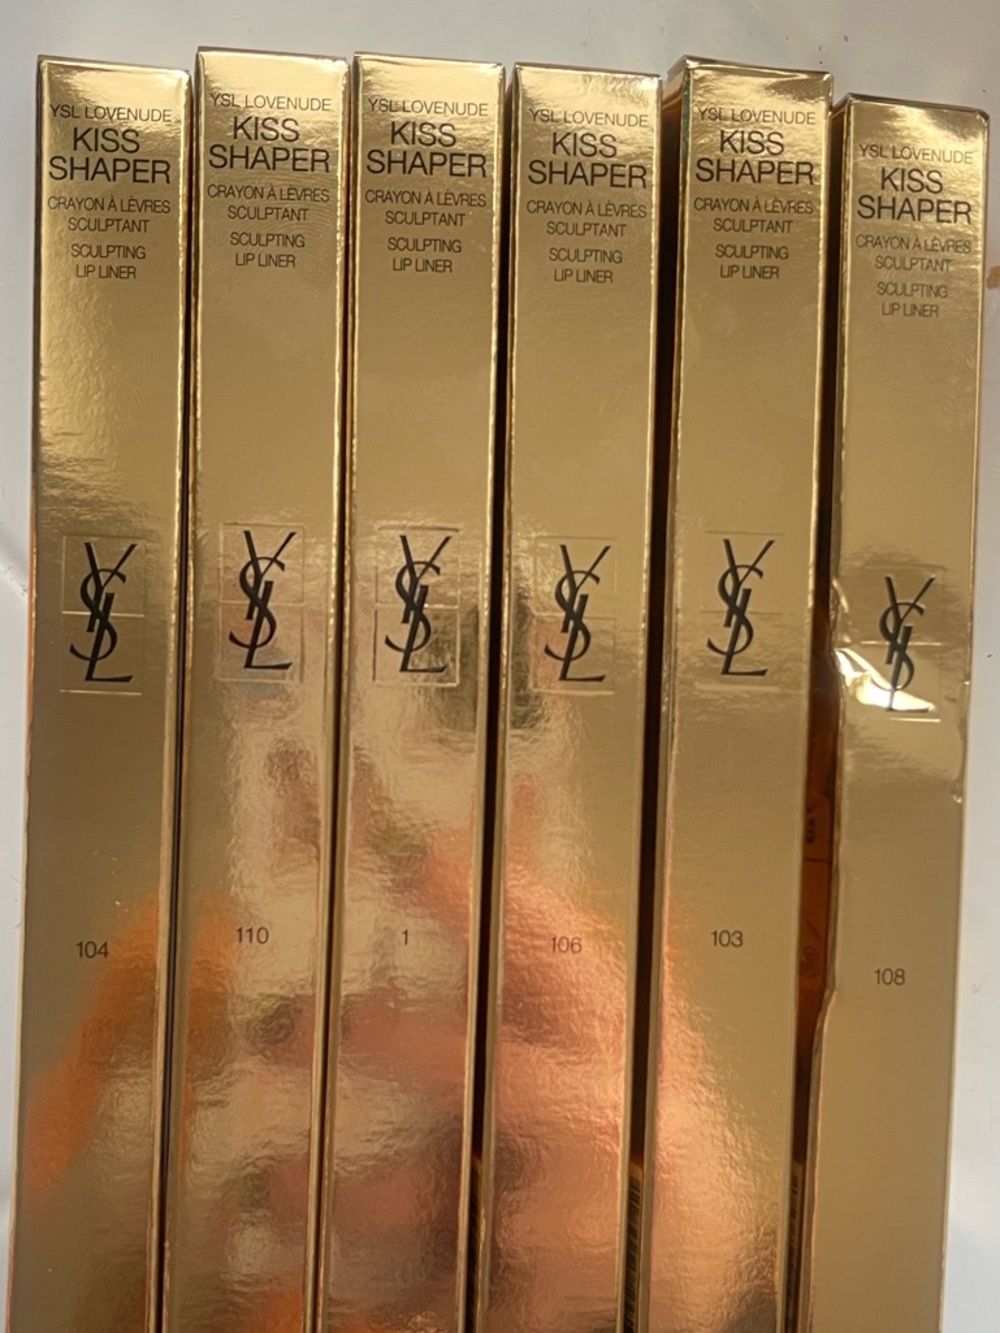 YSL LOVENUDE
KISS
SHAPER
CRAYON À LÈVRES
SCULPTANT
SCULPTING
LIP LINER
YSL
104
YSL LOVENUDE
KISS
SHAPER
CRAYON À LÈVRES
SCULPTANT
SCULPTING
LIP LINER
YSL
110
YSL LOVENUDE
KISS
SHAPER
CRAYON À LÈVRES
SCULPTANT
SCULPTING
LIP LINER
YSL
1
YSL LOVENUDE
KISS
SHAPER
CRAYON À LÈVRES
SCULPTANT
SCULPTING
LIP LINER
YSL
106
YSL LOVENUDE
KISS
SHAPER
CRAYON À LÈVRES
SCULPTANT
SCULPTING
LIP LINER
YSL
103
YSL LOVENUDE
KISS
SHAPER
CRAYON À LÈVRES
SCULPTANT
SCULPTING
LIP LINER
YSL
108